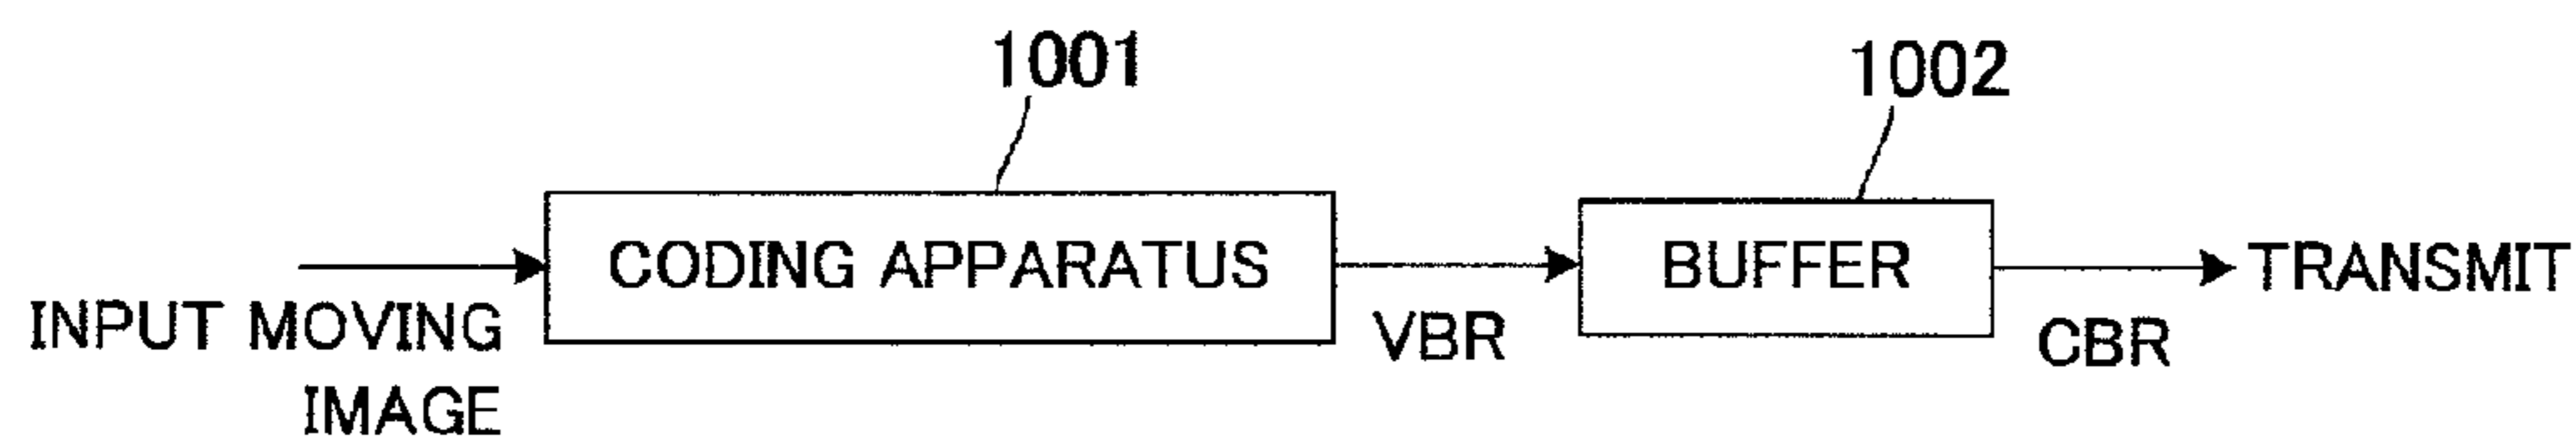 1001
1002
CODING APPARATUS
BUFFER
TRANSMIT
INPUT MOVING
IMAGE
VBR
CBR